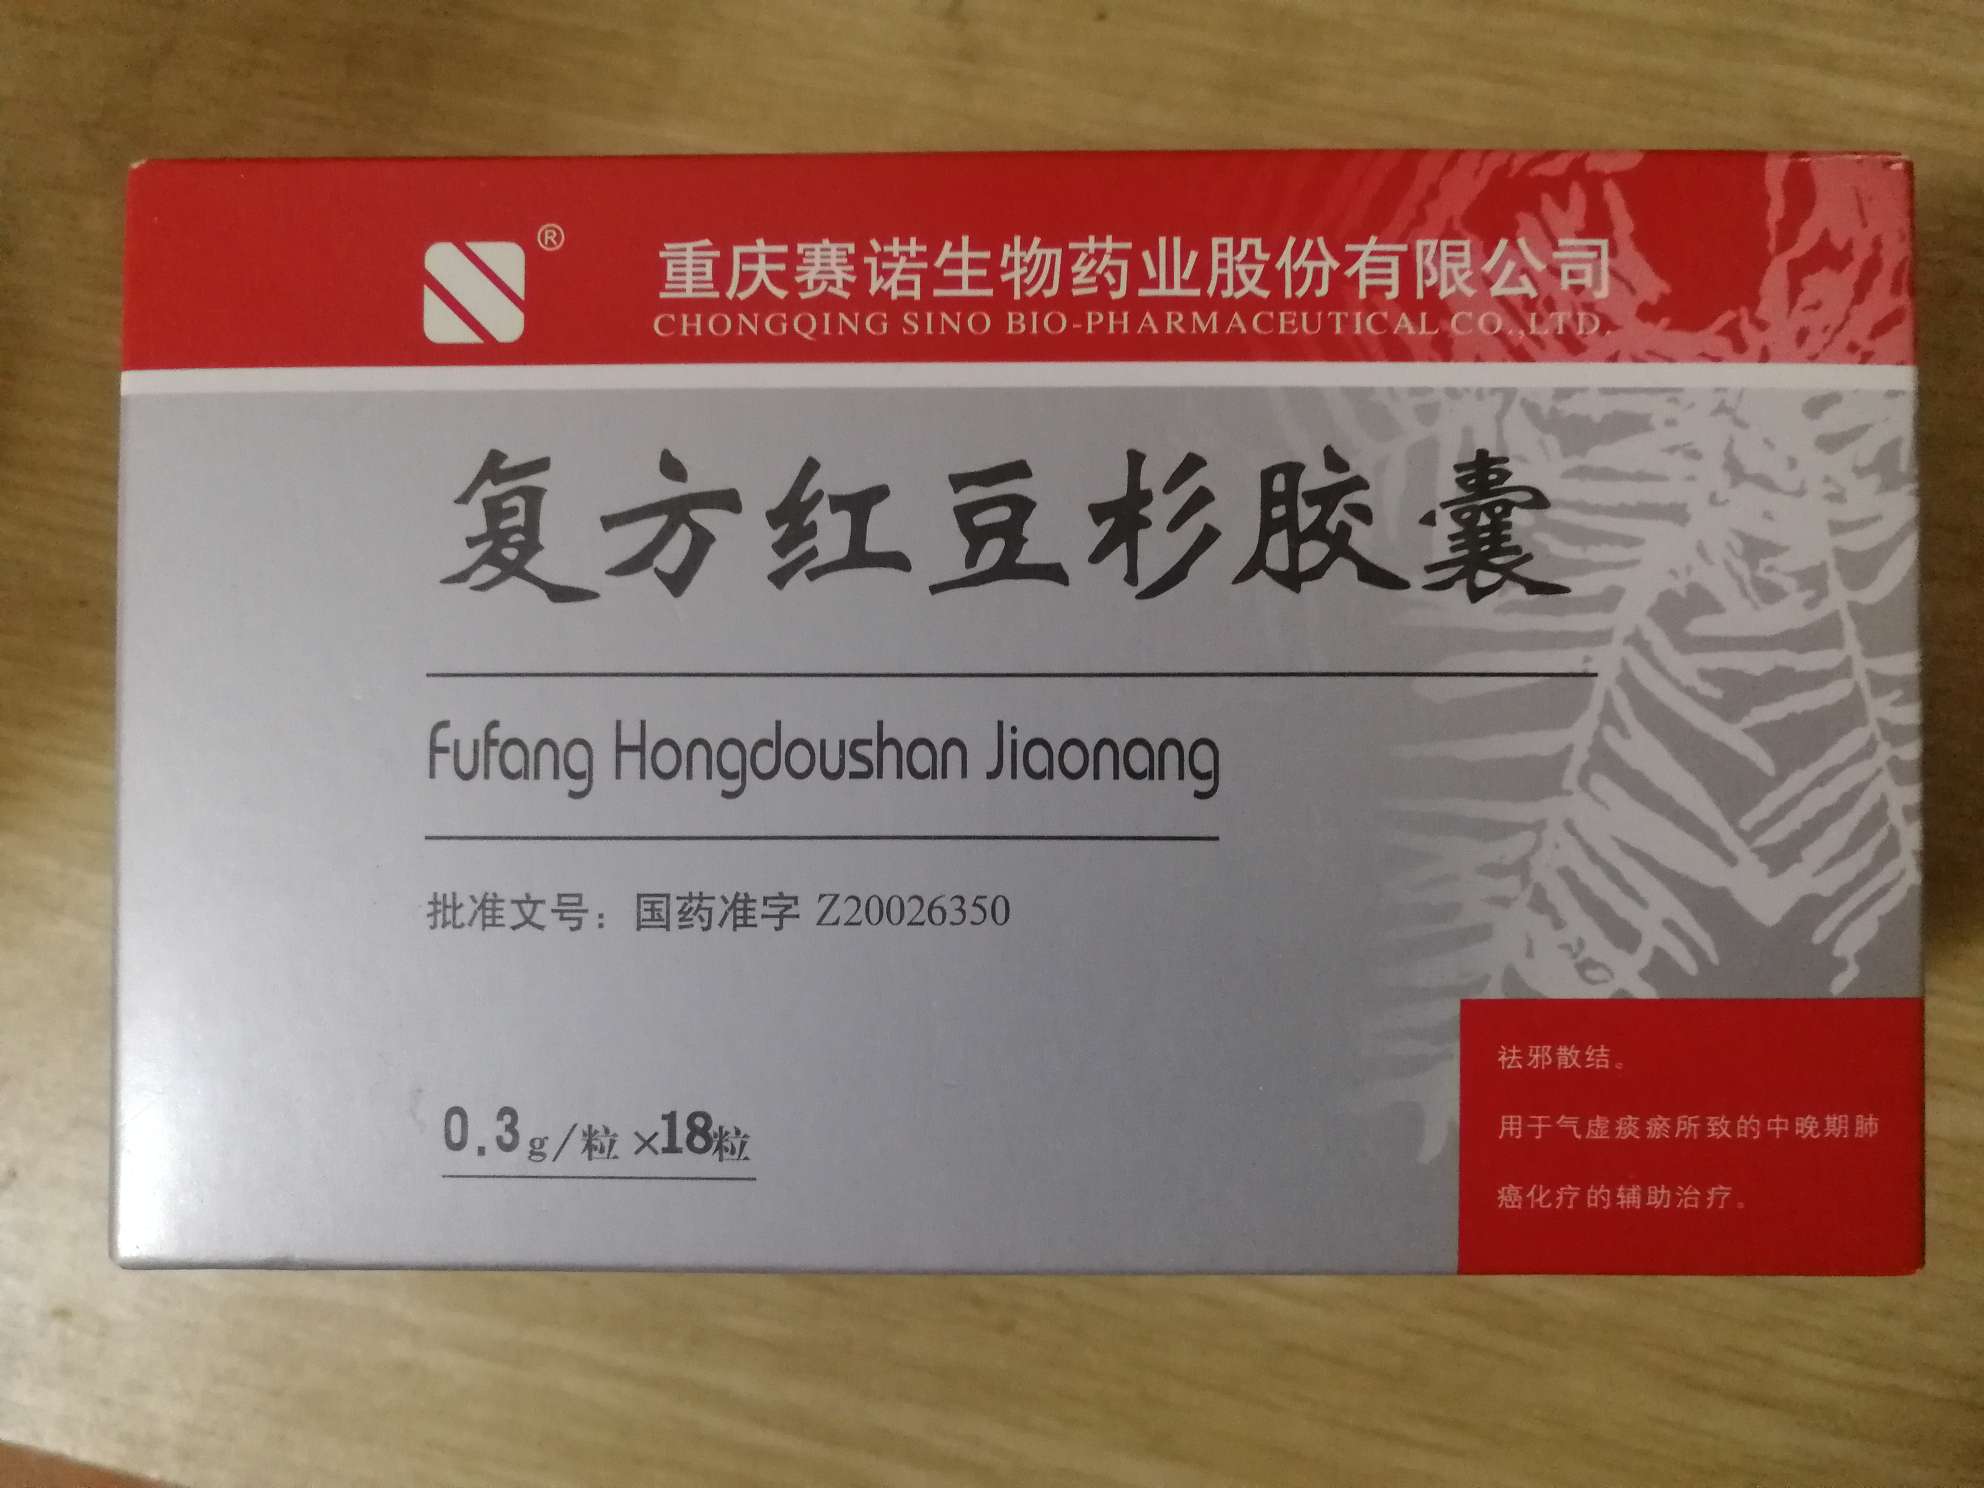 ®
重庆赛诺生物药业股份有限公司
CHONGQING SINO BIO-PHARMACEUTICAL CO.,LTD.
复方红豆杉胶囊
Fufang Hongdoushan Jiaonang
批准文号：国药准字 Z20026350
0.3g/粒×18粒
祛邪散结。
用于气虚痰瘀所致的中晚期肺
癌化疗的辅助治疗。